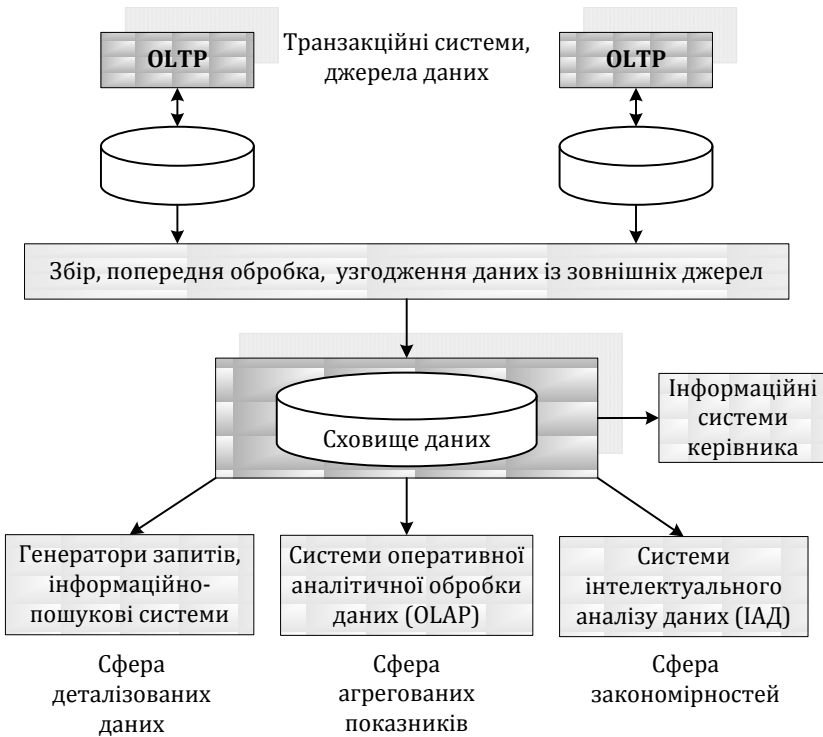 OLTP
Транзакційні системи,
джерела даних
OLTP
Збір, попередня обробка, узгодження даних із зовнішніх джерел
Сховище даних
Інформаційні
системи
керівника
Генератори запитів,
інформаційно-
пошукові системи
Системи оперативної
аналітичної обробки
даних (OLAP)
Системи
інтелектуального
аналізу даних (ІАД)
Сфера
деталізованих
даних
Сфера
агрегованих
показників
Сфера
закономірностей